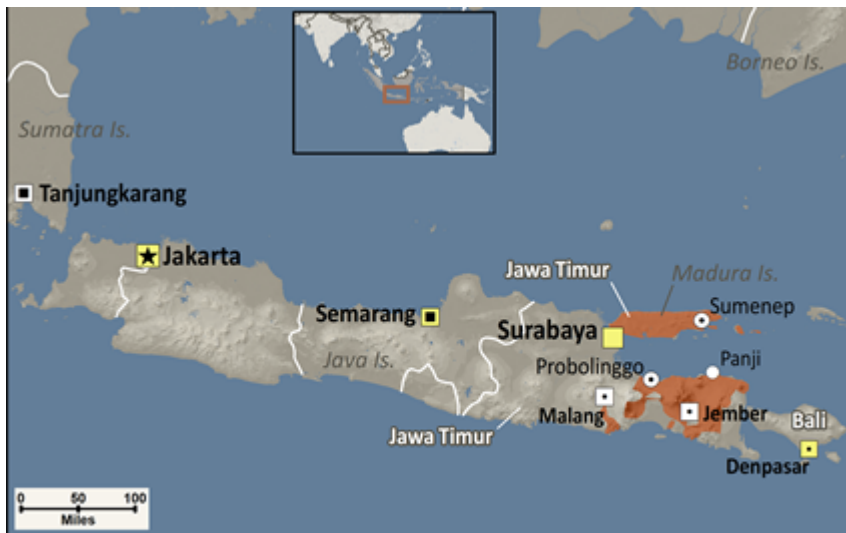 Borneo Is.
Sumatra Is.
Tanjungkarang
Jakarta
Jawa Timur
Madura Is.
Sumenep
Semarang
Surabaya
Java Is.
Probolinggo
Panji
Malang
Jember
Bali
Jawa Timur
Denpasar
0 50 100
Miles